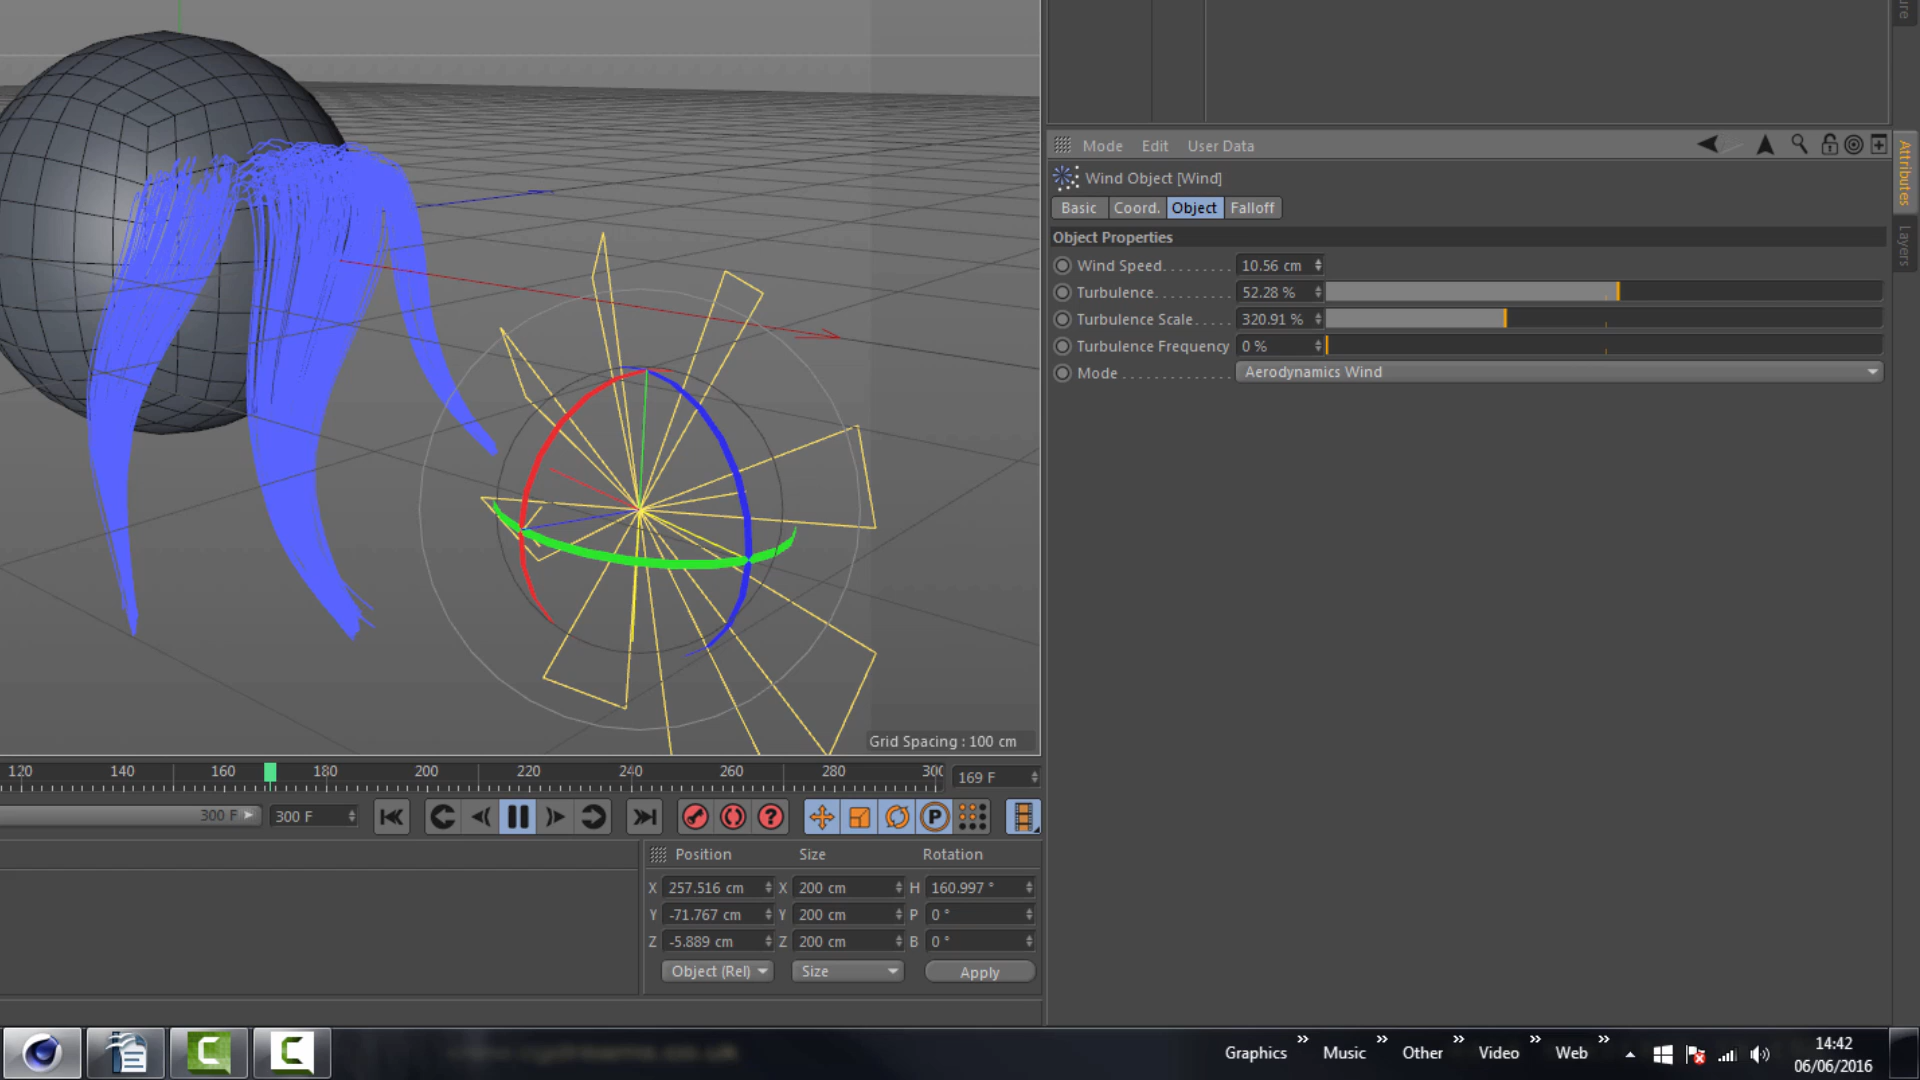 Mode Edit User Data
Wind Object [Wind]
Basic Coord. Object Falloff
Object Properties
Wind Speed. . . . . . . . . 10.56 cm
Turbulence. . . . . . . . . . 52.28 %
Turbulence Scale. . . . . 320.91 %
Turbulence Frequency 0 %
Mode . . . . . . . . . . . . . . Aerodynamics Wind
Attributes
Layers
Grid Spacing : 100 cm
120 140 160 180 200 220 240 260 280 300 169 F
300 F 300 F
P
Position Size Rotation
X 257.516 cm X 200 cm H 160.997 °
Y -71.767 cm Y 200 cm P 0 °
Z -5.889 cm Z 200 cm B 0 °
Object (Rel) Size Apply
Graphics » Music » Other » Video » Web »
14:42
06/06/2016